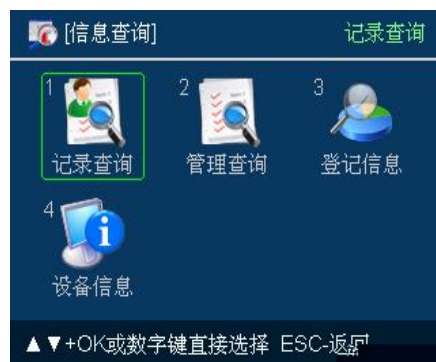 [信息查询] 记录查询
1 2 3
记录查询 管理查询 登记信息
4
设备信息
▲▼+OK或数字键直接选择 ESC-返回